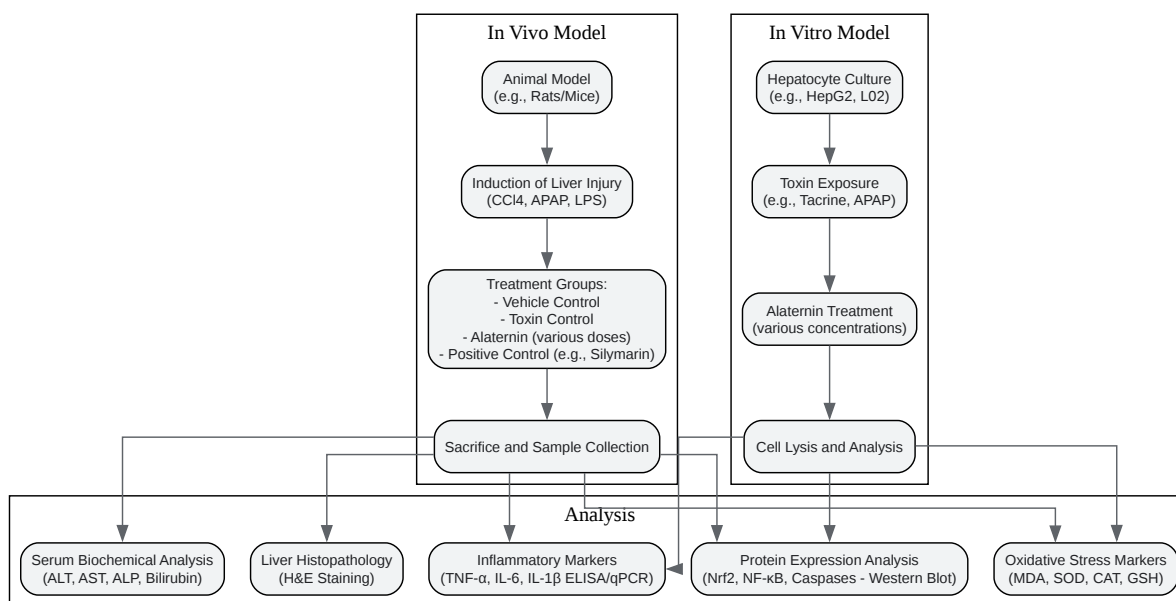 In Vivo Model
Animal Model
(e.g., Rats/Mice)
Induction of Liver Injury
(CCl4, APAP, LPS)
Treatment Groups:
- Vehicle Control
- Toxin Control
- Alaternin (various doses)
- Positive Control (e.g., Silymarin)
Sacrifice and Sample Collection
In Vitro Model
Hepatocyte Culture
(e.g., HepG2, L02)
Toxin Exposure
(e.g., Tacrine, APAP)
Alaternin Treatment
(various concentrations)
Cell Lysis and Analysis
Analysis
Serum Biochemical Analysis
(ALT, AST, ALP, Bilirubin)
Liver Histopathology
(H&E Staining)
Inflammatory Markers
(TNF-α, IL-6, IL-1β ELISA/qPCR)
Protein Expression Analysis
(Nrf2, NF-κB, Caspases - Western Blot)
Oxidative Stress Markers
(MDA, SOD, CAT, GSH)